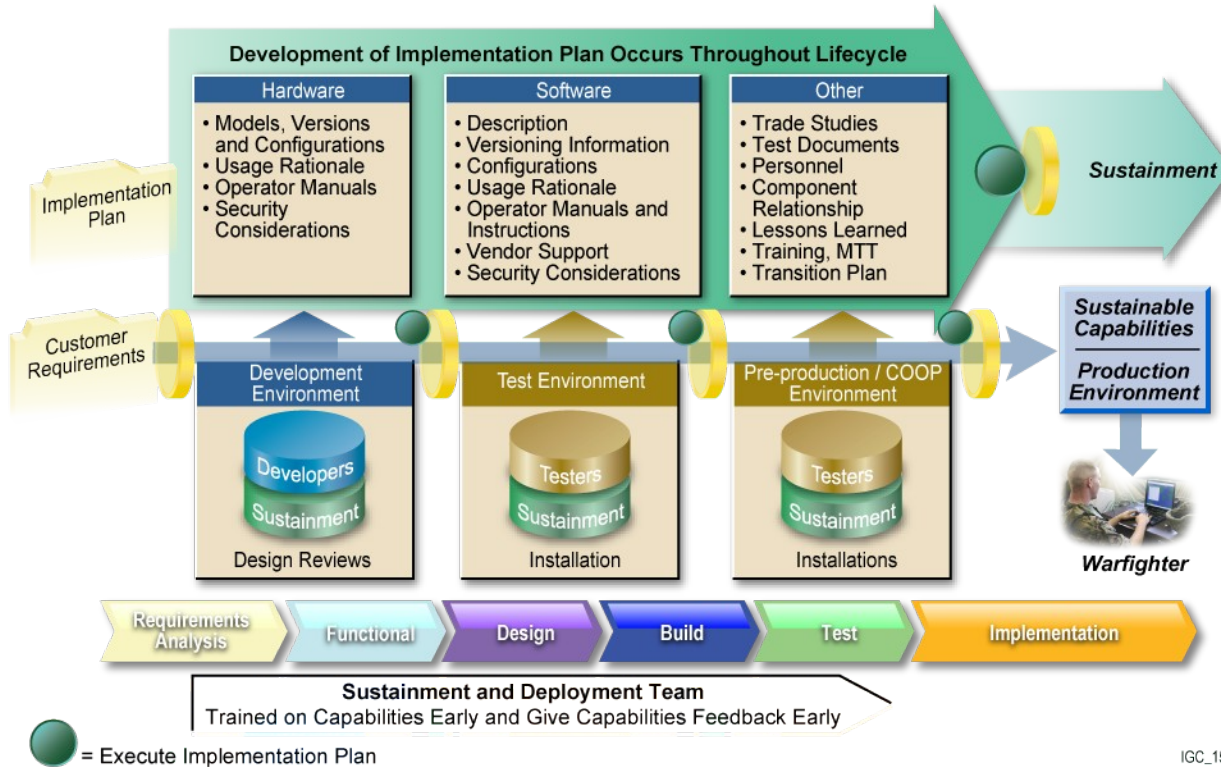 Development of Implementation Plan Occurs Throughout Lifecycle
Implementation
Plan
Hardware
• Models, Versions
and Configurations
• Usage Rationale
• Operator Manuals
• Security
Considerations
Software
• Description
• Versioning Information
• Configurations
• Usage Rationale
• Operator Manuals and
Instructions
• Vendor Support
• Security Considerations
Other
• Trade Studies
• Test Documents
• Personnel
• Component
Relationship
• Lessons Learned
• Training, MTT
• Transition Plan
Sustainment
Customer
Requirements
Development
Environment
Developers
Sustainment
Design Reviews
Test Environment
Testers
Sustainment
Installation
Pre-production / COOP
Environment
Testers
Sustainment
Installations
Sustainable
Capabilities
Production
Environment
Warfighter
Requirements
Analysis
Functional
Design
Build
Test
Implementation
Sustainment and Deployment Team
Trained on Capabilities Early and Give Capabilities Feedback Early
= Execute Implementation Plan